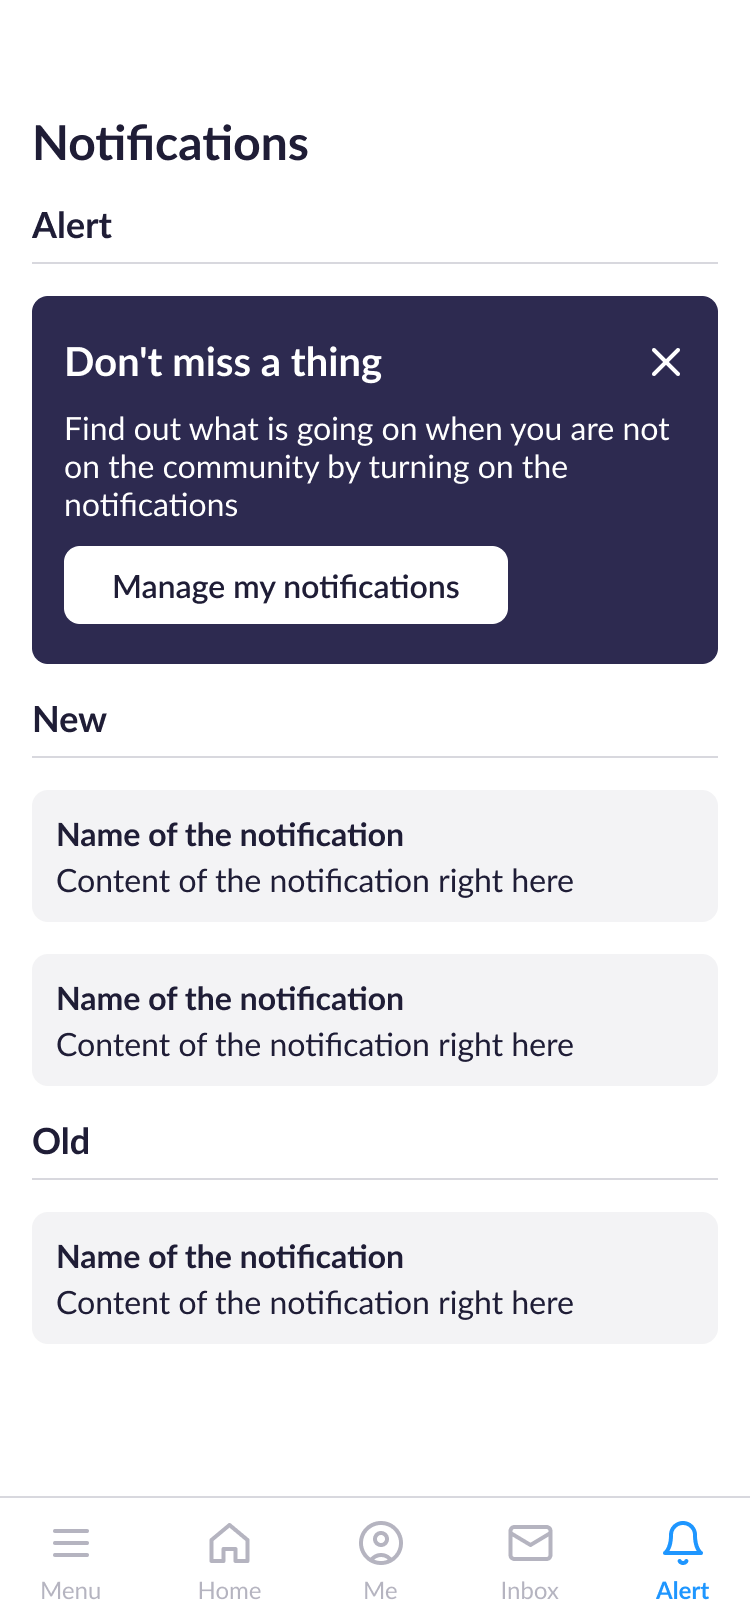 Notifications
Alert
Don't miss a thing
Find out what is going on when you are not
on the community by turning on the
notifications
Manage my notifications
New
Name of the notification
Content of the notification right here
Name of the notification
Content of the notification right here
Old
Name of the notification
Content of the notification right here
Menu Home Me Inbox Alert